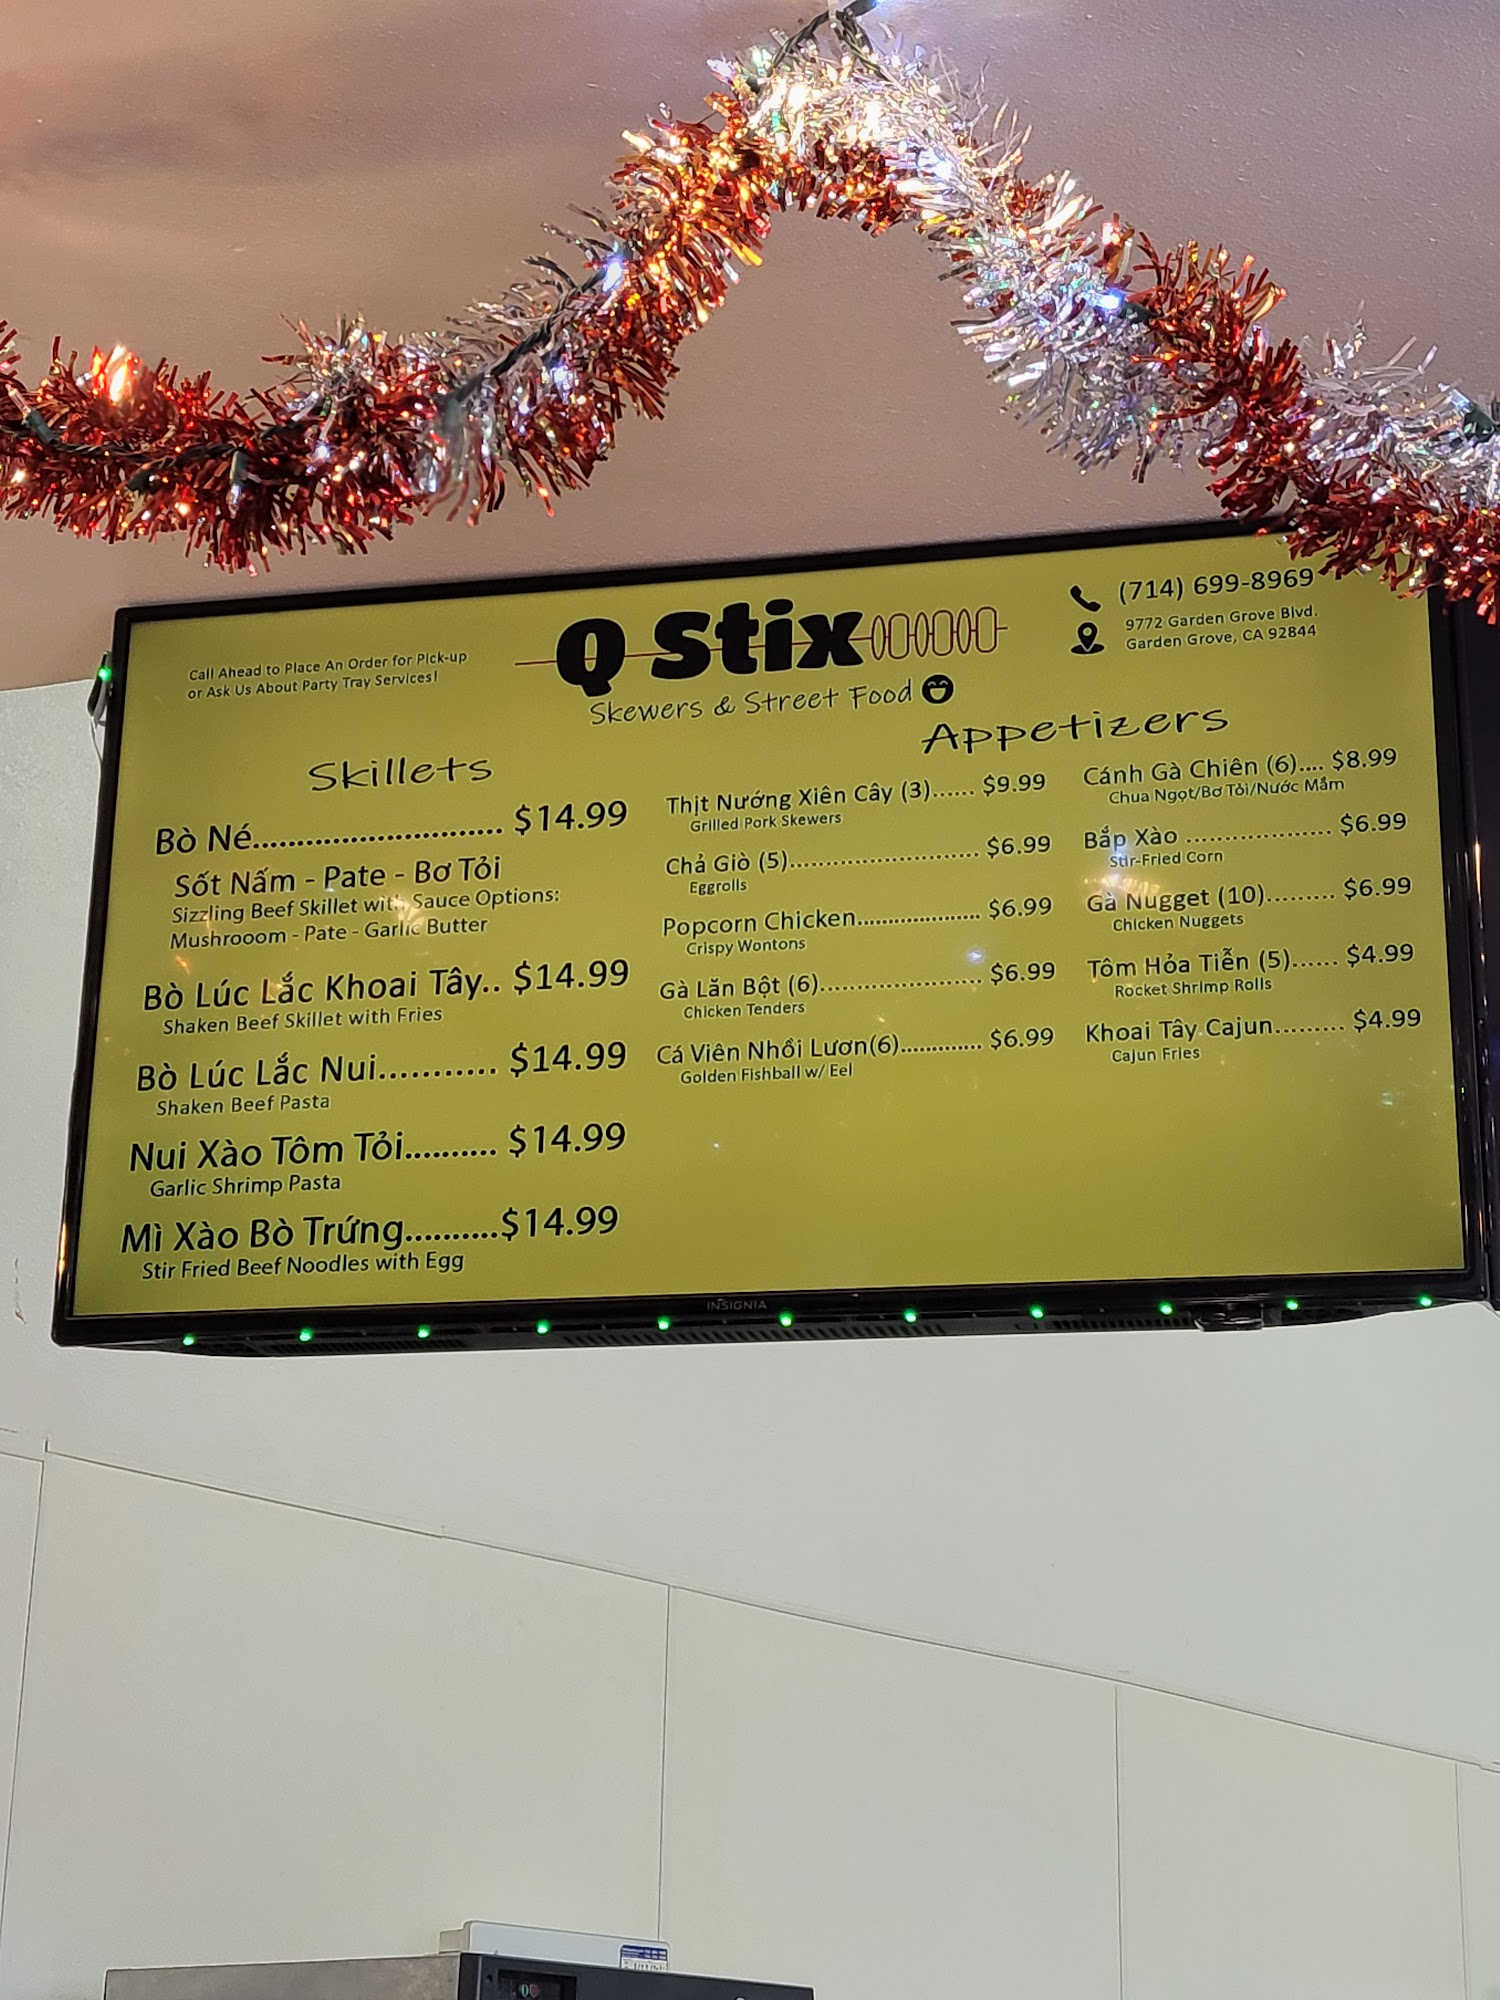 Call Ahead to Place An Order for Pick-up
or Ask Us About Party Tray Services!
Q Stix
Skewers & Street Food
(714) 699-8969
9772 Garden Grove Blvd.
Garden Grove, CA 92844
Skillets
Bò Né.......................... $14.99
Sốt Nấm - Pate - Bơ Tỏi
Sizzling Beef Skillet with Sauce Options:
Mushrooom - Pate - Garlic Butter
Bò Lúc Lắc Khoai Tây.. $14.99
Shaken Beef Skillet with Fries
Bò Lúc Lắc Nui........... $14.99
Shaken Beef Pasta
Nui Xào Tôm Tỏi.......... $14.99
Garlic Shrimp Pasta
Mì Xào Bò Trứng..........$14.99
Stir Fried Beef Noodles with Egg
Appetizers
Thịt Nướng Xiên Cây (3)...... $9.99
Grilled Pork Skewers
Chả Giò (5)........................... $6.99
Eggrolls
Popcorn Chicken.................... $6.99
Crispy Wontons
Gà Lăn Bột (6)....................... $6.99
Chicken Tenders
Cá Viên Nhồi Lươn(6)............ $6.99
Golden Fishball w/ Eel
Cánh Gà Chiên (6).... $8.99
Chua Ngọt/Bơ Tỏi/Nước Mắm
Bắp Xào .................... $6.99
Stir-Fried Corn
Gà Nugget (10)......... $6.99
Chicken Nuggets
Tôm Hỏa Tiễn (5)...... $4.99
Rocket Shrimp Rolls
Khoai Tây Cajun......... $4.99
Cajun Fries
INSIGNIA